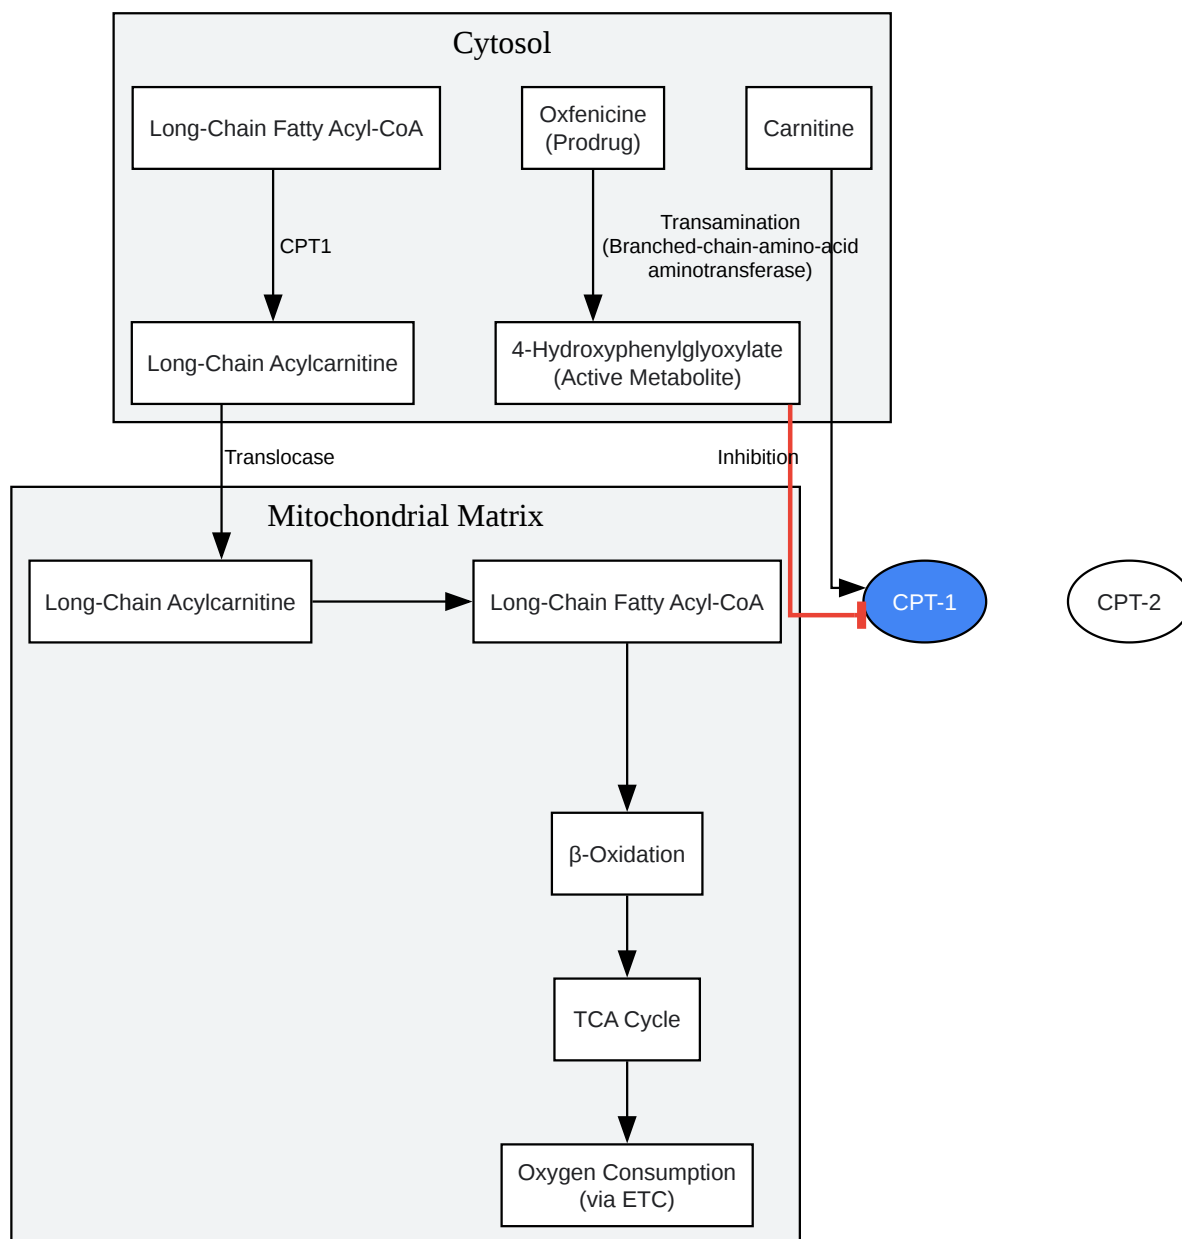 Cytosol
Long-Chain Fatty Acyl-CoA
Oxfenicine
(Prodrug)
Carnitine
CPT1
Transamination
(Branched-chain-amino-acid
aminotransferase)
Long-Chain Acylcarnitine
4-Hydroxyphenylglyoxylate
(Active Metabolite)
Translocase
Inhibition
Mitochondrial Matrix
Long-Chain Acylcarnitine
Long-Chain Fatty Acyl-CoA
CPT-1
CPT-2
β-Oxidation
TCA Cycle
Oxygen Consumption
(via ETC)